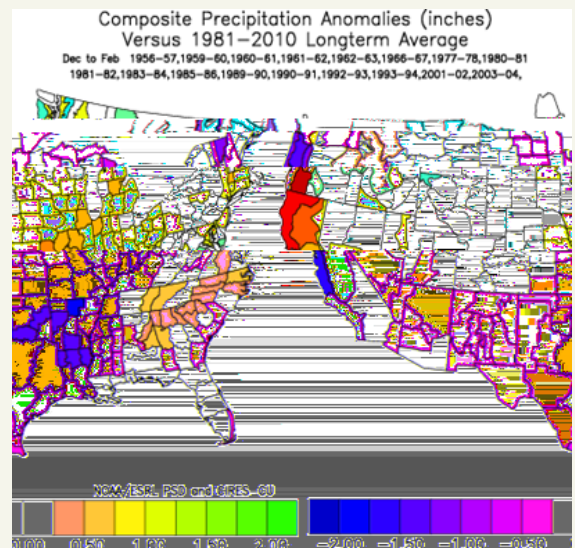 Composite Precipitation Anomalies (inches)
Versus 1981-2010 Longterm Average
Dec to Feb 1956-57,1959-60,1960-61,1961-62,1962-63,1966-67,1977-78,1980-81
1981-82,1983-84,1985-86,1989-90,1990-91,1992-93,1993-94,2001-02,2003-04,
NOAA/ESRL PSD and CIRES-CU
0.00 0.50 1.00 1.50 2.00 -2.00 -1.50 -1.00 -0.50